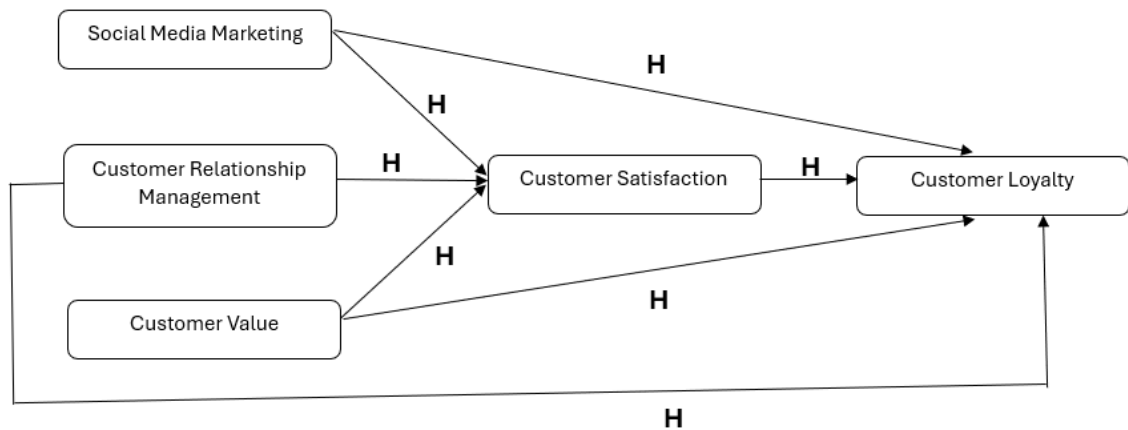 Social Media Marketing
H
H
Customer Relationship
Management
H
Customer Satisfaction
H
Customer Loyalty
H
Customer Value
H
H